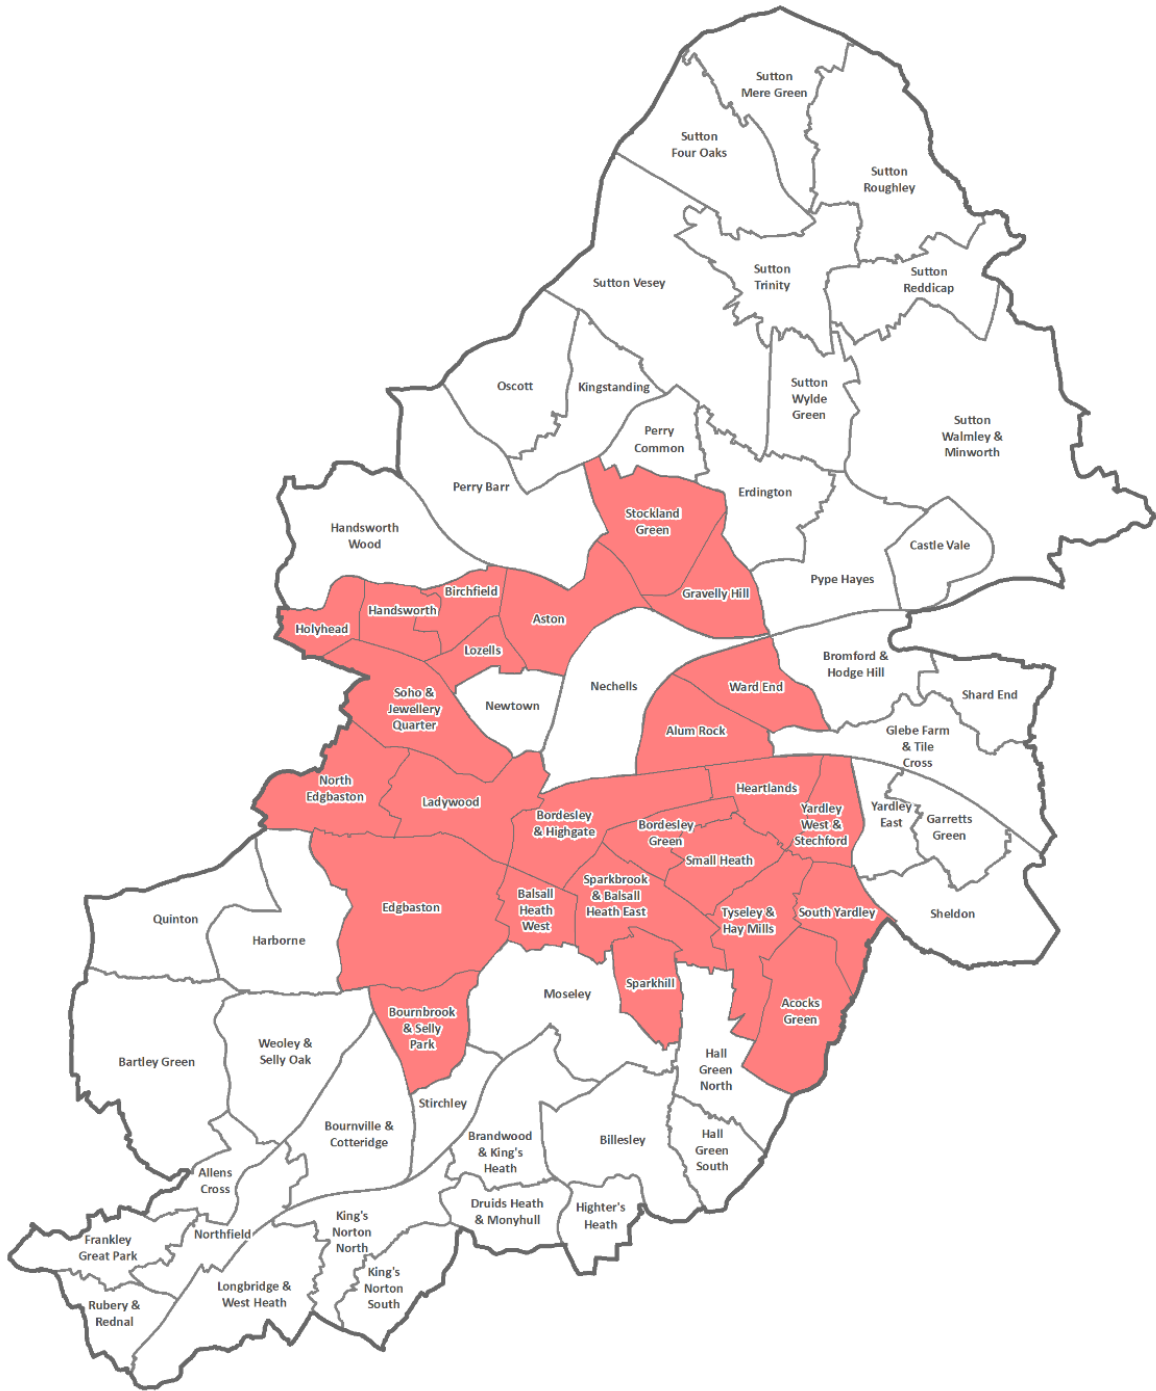 Sutton
Mere Green
Sutton
Four Oaks
Sutton
Roughley
Sutton
Trinity
Sutton
Reddicap
Sutton Vesey
Oscott
Kingstanding
Sutton
Wylde
Green
Sutton
Walmley &
Minworth
Perry
Common
Perry Barr
Erdington
Handsworth
Wood
Stockland
Green
Castle Vale
Pype Hayes
Gravelly Hill
Birchfield
Handsworth
Aston
Holyhead
Lozells
Bromford &
Hodge Hill
Nechells
Ward End
Shard End
Soho &
Jewellery
Quarter
Newtown
Alum Rock
Glebe Farm
& Tile
Cross
North
Edgbaston
Ladywood
Heartlands
Bordesley
& Highgate
Bordesley
Green
Yardley
West &
Stechford
Yardley
East
Garretts
Green
Small Heath
Edgbaston
Balsall
Heath
West
Sparkbrook
& Balsall
Heath East
Tyseley &
Hay Mills
South Yardley
Sheldon
Quinton
Harborne
Moseley
Sparkhill
Acocks
Green
Bournbrook
& Selly
Park
Bartley Green
Weoley &
Selly Oak
Hall
Green
North
Stirchley
Bournville &
Cotteridge
Brandwood
& King's
Heath
Billesley
Hall
Green
South
Allens
Cross
Druids Heath
& Monyhull
Highter's
Heath
Northfield
King's
Norton
North
Frankley
Great Park
King's
Norton
South
Longbridge &
West Heath
Rubery &
Rednal